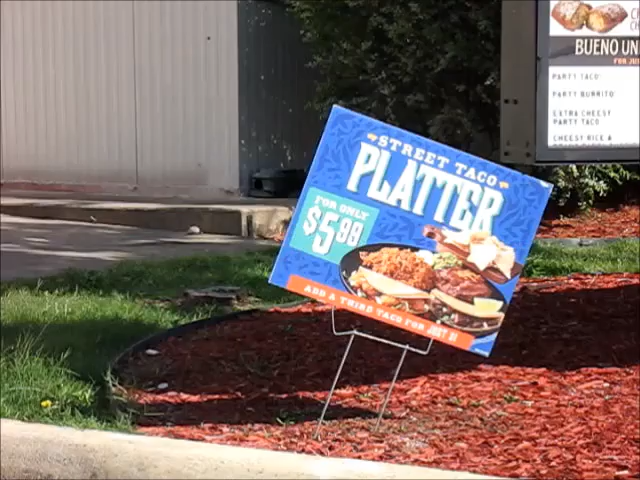 STREET TACO
PLATTER
FOR ONLY
$5.99
ADD A THIRD TACO FOR JUST $1
BUENO
FOR
PARTY TACO
PARTY BURRITO
EXTRA CHEESY
PARTY TACO
CHEESY RICE &